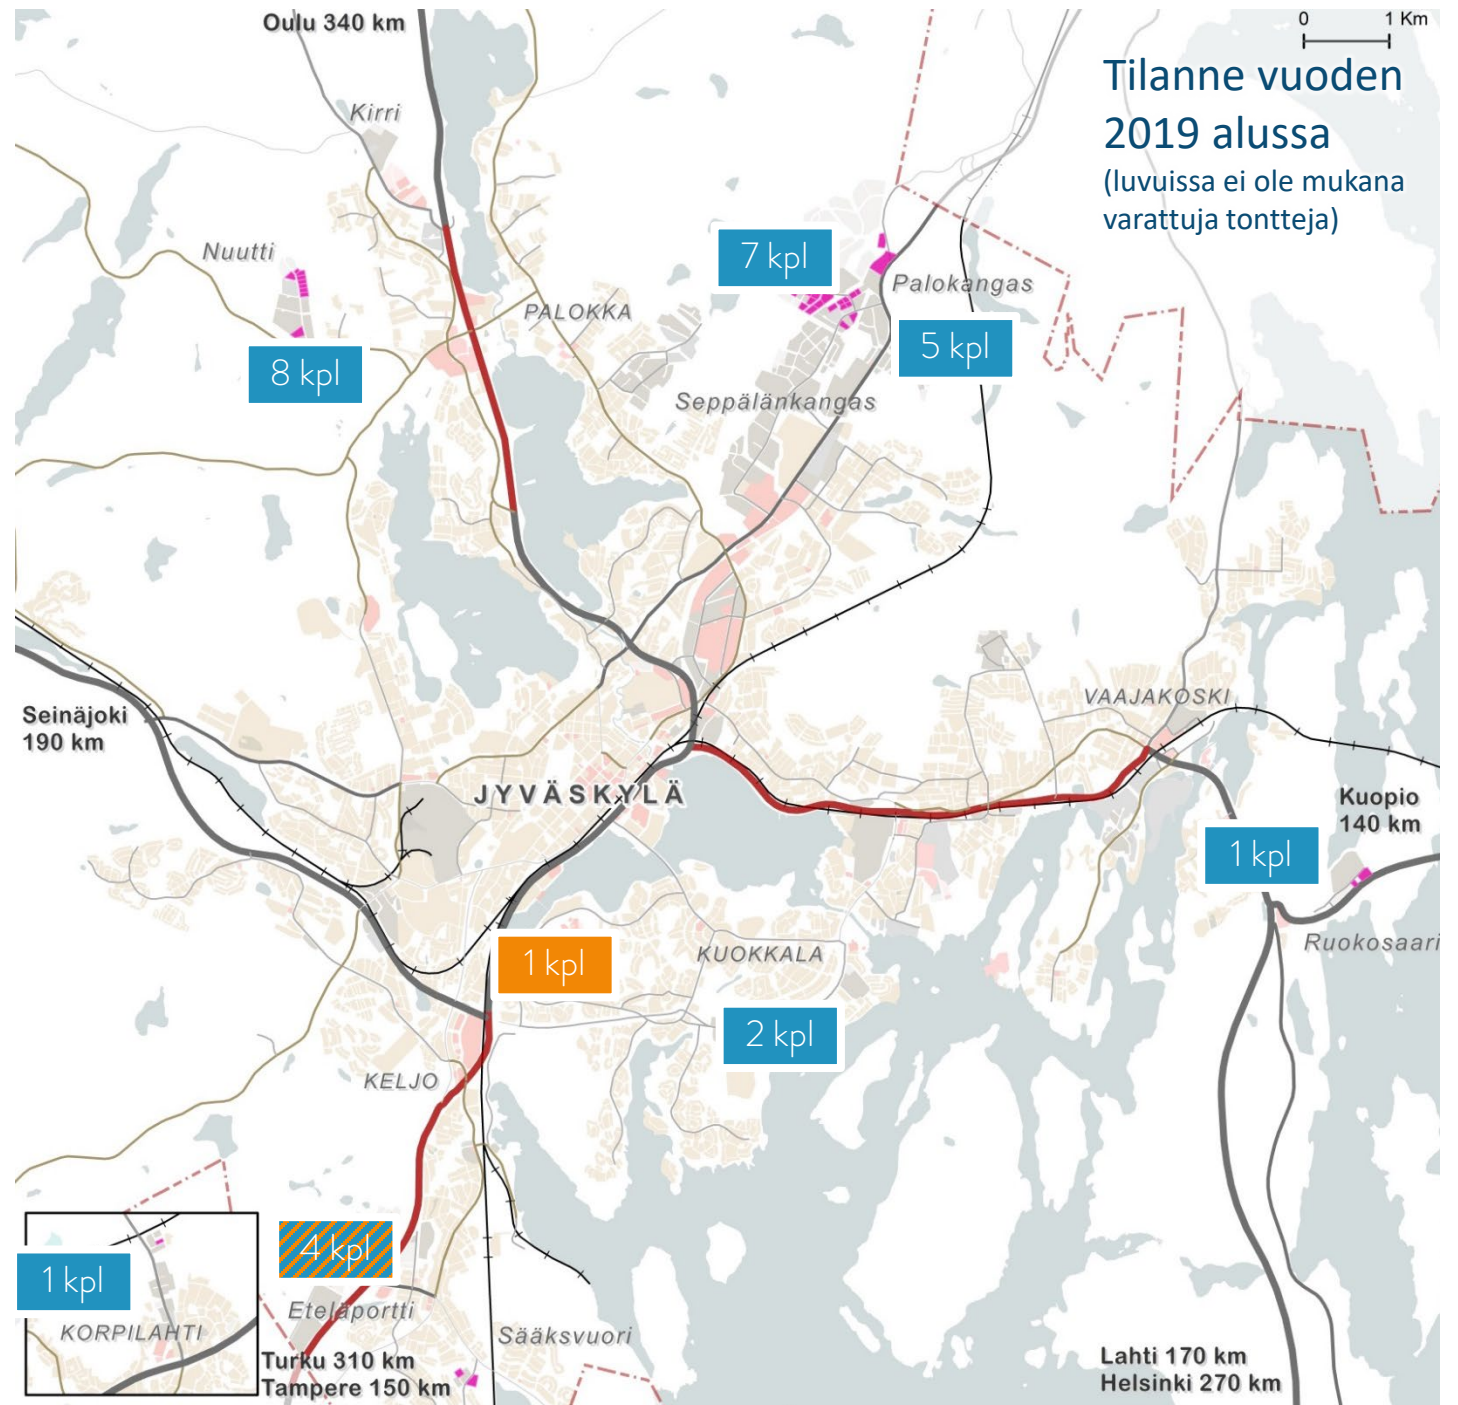 Oulu 340 km
0 1 Km
Tilanne vuoden
2019 alussa
(luvuissa ei ole mukana
varattuja tontteja)
Kirri
Nuutti
7 kpl
Palokangas
PALOKKA
5 kpl
8 kpl
Seppälänkangas
VAAJAKOSKI
Seinäjoki
190 km
JYVÄSKYLÄ
Kuopio
140 km
1 kpl
Ruokosaari
1 kpl
KUOKKALA
2 kpl
KELJO
4 kpl
1 kpl
Eteläportti
KORPILAHTI
Sääksvuori
Turku 310 km
Tampere 150 km
Lahti 170 km
Helsinki 270 km